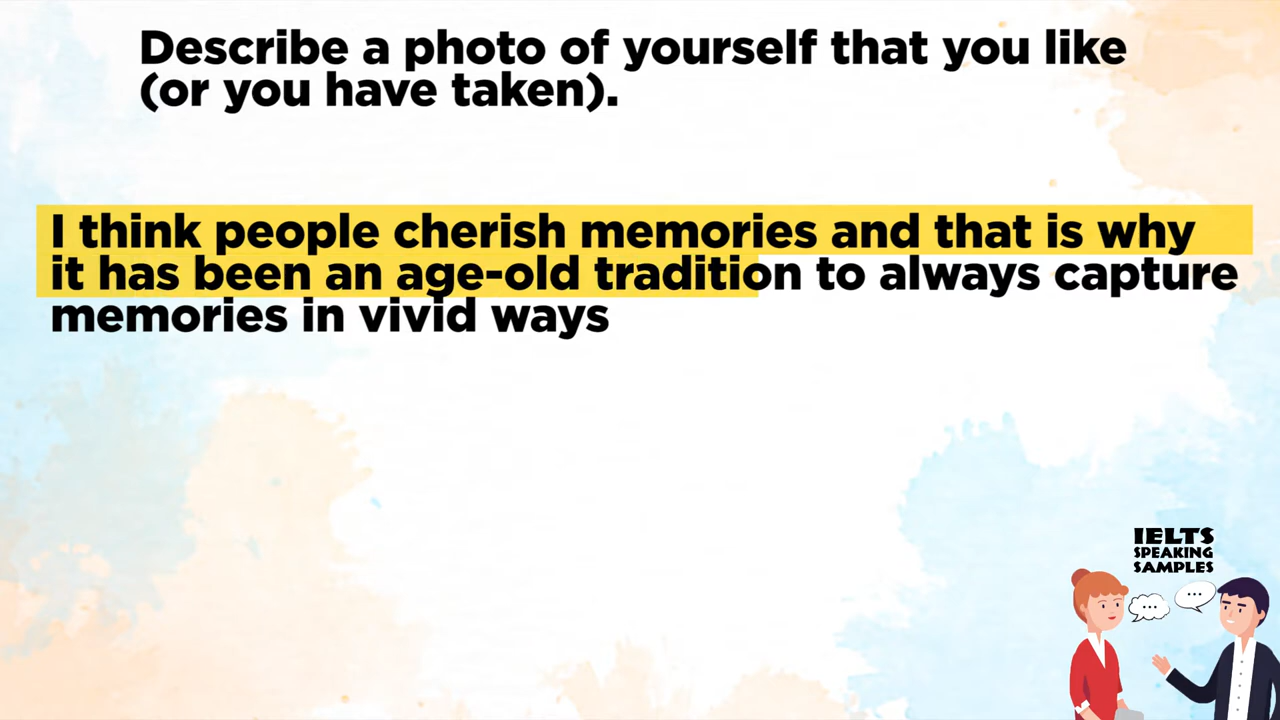 Describe a photo of yourself that you like
(or you have taken).
I think people cherish memories and that is why
it has been an age-old tradition to always capture
memories in vivid ways
IELTS
SPEAKING
SAMPLES